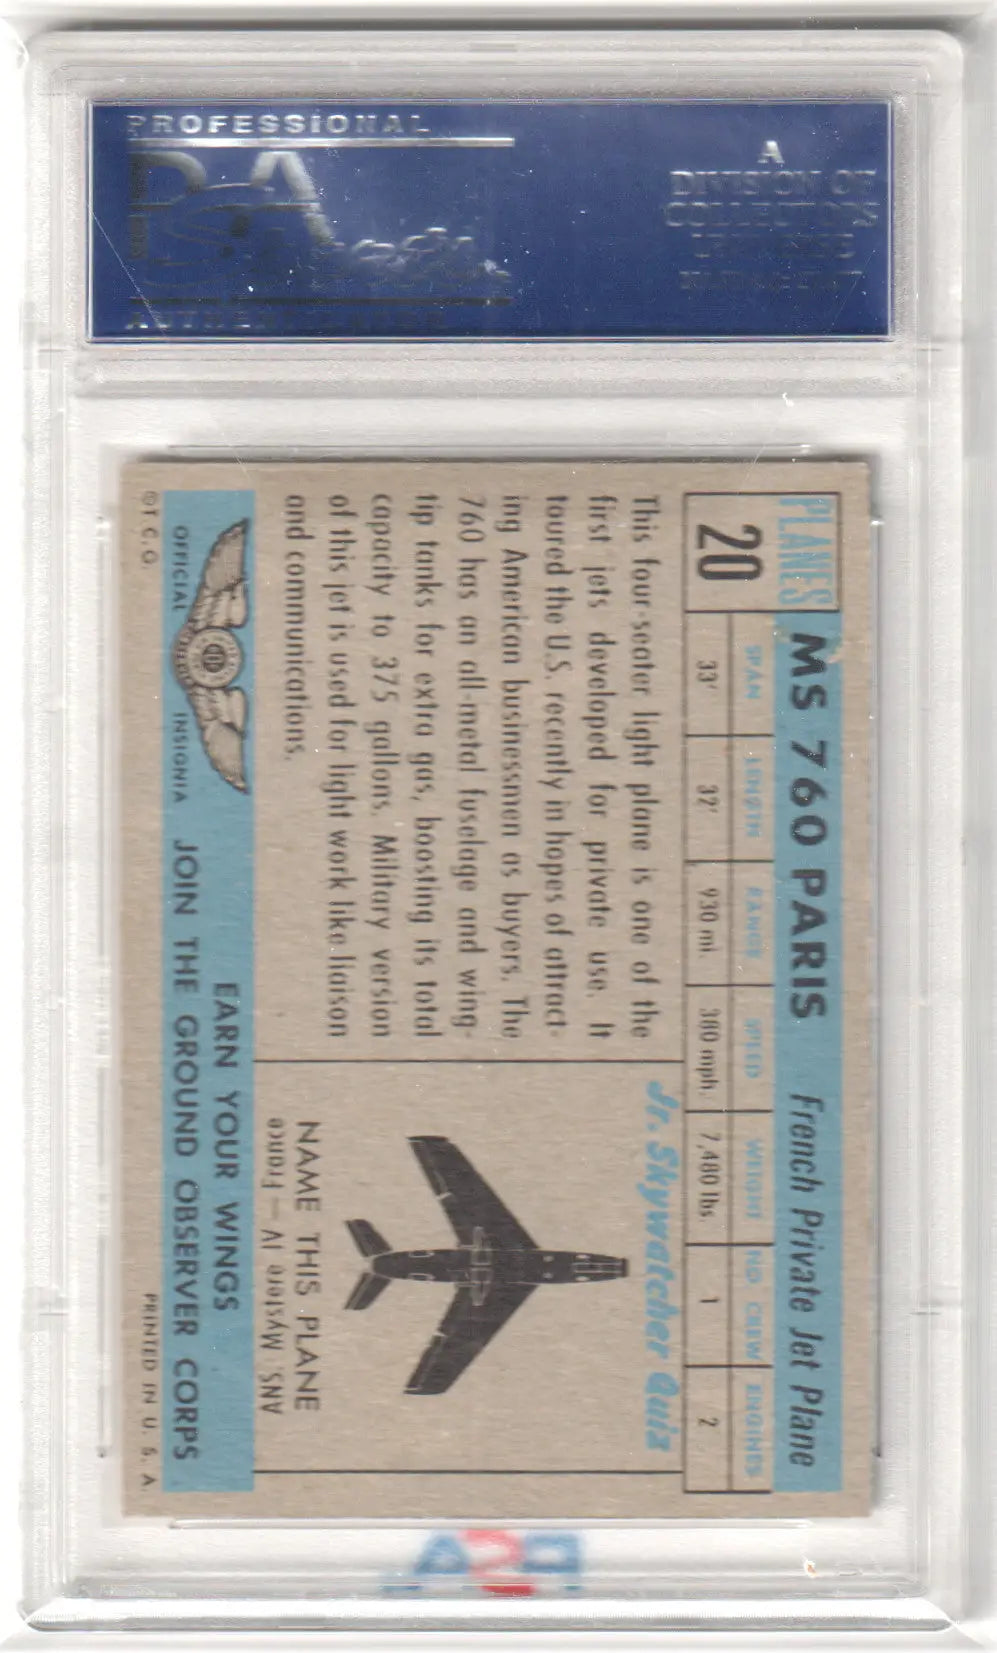 PROFESSIONAL
A
DIVISION OF
COLLECTORS
UNIVERSE
PLANES
20
MS 760 PARIS French Private Jet Plane
SPAN LENGTH RANGE SPEED WEIGHT NO CREW ENGINES
33' 32' 930 mi. 380 mph. 7,480 lbs 1 2
This four-seater light plane is one of the
first jets developed for private use. It
toured the U.S. recently in hopes of attract-
ing American businessmen as buyers. The
760 has an all-metal fuselage and wing-
tip tanks for extra gas, boosting its total
capacity to 375 gallons. Military version
of this jet is used for light work like liaison
and communications.
Jr. Skywatcher Quiz
NAME THIS PLANE
ANS: Mystere IV — France
OFFICIAL INSIGNIA
EARN YOUR WINGS
JOIN THE GROUND OBSERVER CORPS
©T.C.G.
PRINTED IN U. S. A.